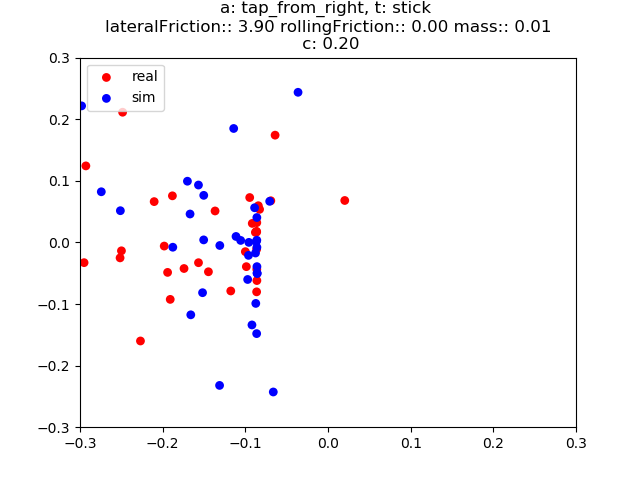 a: tap_from_right, t: stick
lateralFriction:: 3.90 rollingFriction:: 0.00 mass:: 0.01
c: 0.20
real
sim
0.3
0.2
0.1
0.0
−0.1
−0.2
−0.3
−0.3
−0.2
−0.1
0.0
0.1
0.2
0.3